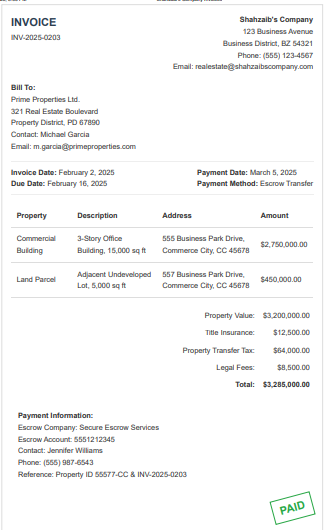 INVOICE
INV-2025-0203
Shahzaib's Company
123 Business Avenue
Business District, BZ 54321
Phone: (555) 123-4567
Email: realestate@shahzaibscompany.com
Bill To:
Prime Properties Ltd.
321 Real Estate Boulevard
Property District, PD 67890
Contact: Michael Garcia
Email: m.garcia@primeproperties.com
Invoice Date: February 2, 2025
Due Date: February 16, 2025
Payment Date: March 5, 2025
Payment Method: Escrow Transfer
Property Description Address Amount
Commercial Building 3-Story Office Building, 15,000 sq ft 555 Business Park Drive, Commerce City, CC 45678 $2,750,000.00
Land Parcel Adjacent Undeveloped Lot, 5,000 sq ft 557 Business Park Drive, Commerce City, CC 45678 $450,000.00
Property Value: $3,200,000.00
Title Insurance: $12,500.00
Property Transfer Tax: $64,000.00
Legal Fees: $8,500.00
Total: $3,285,000.00
Payment Information:
Escrow Company: Secure Escrow Services
Escrow Account: 5551212345
Contact: Jennifer Williams
Phone: (555) 987-6543
Reference: Property ID 55577-CC & INV-2025-0203
PAID